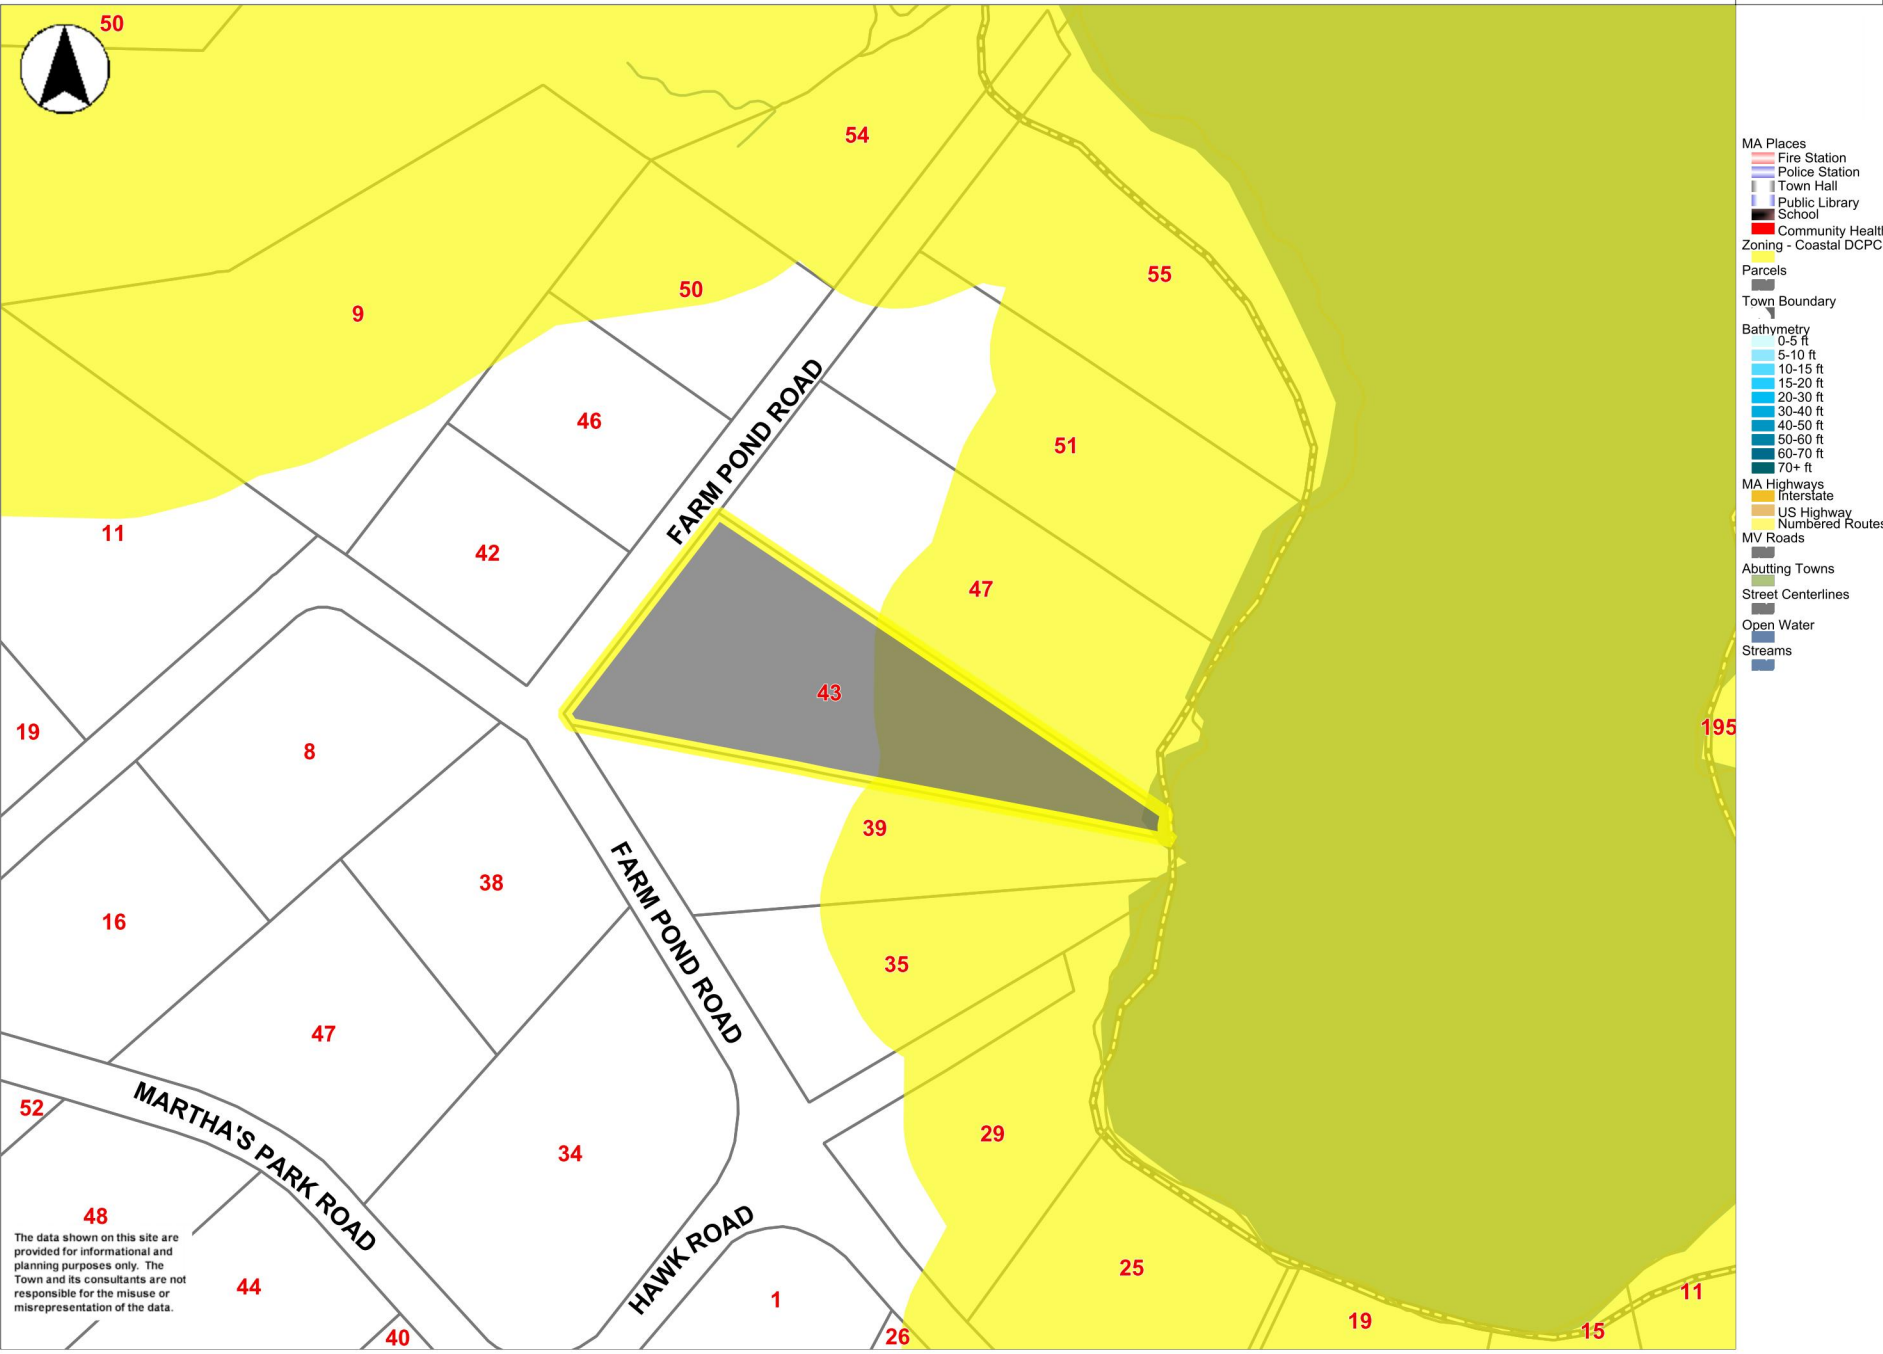 50
54
55
9
50
51
46
11
42
FARM POND ROAD
47
43
19
8
195
39
38
16
35
FARM POND ROAD
47
52
MARTHA'S PARK ROAD
34
29
48
The data shown on this site are
provided for informational and
planning purposes only. The
Town and its consultants are not
responsible for the misuse or
misrepresentation of the data.
44
HAWK ROAD
25
1
40
26
19
15
11
MA Places
Fire Station
Police Station
Town Hall
Public Library
School
Community Healt
Zoning - Coastal DCPC
Parcels
Town Boundary
Bathymetry
0-5 ft
5-10 ft
10-15 ft
15-20 ft
20-30 ft
30-40 ft
40-50 ft
50-60 ft
60-70 ft
70+ ft
MA Highways
Interstate
US Highway
Numbered Routes
MV Roads
Abutting Towns
Street Centerlines
Open Water
Streams